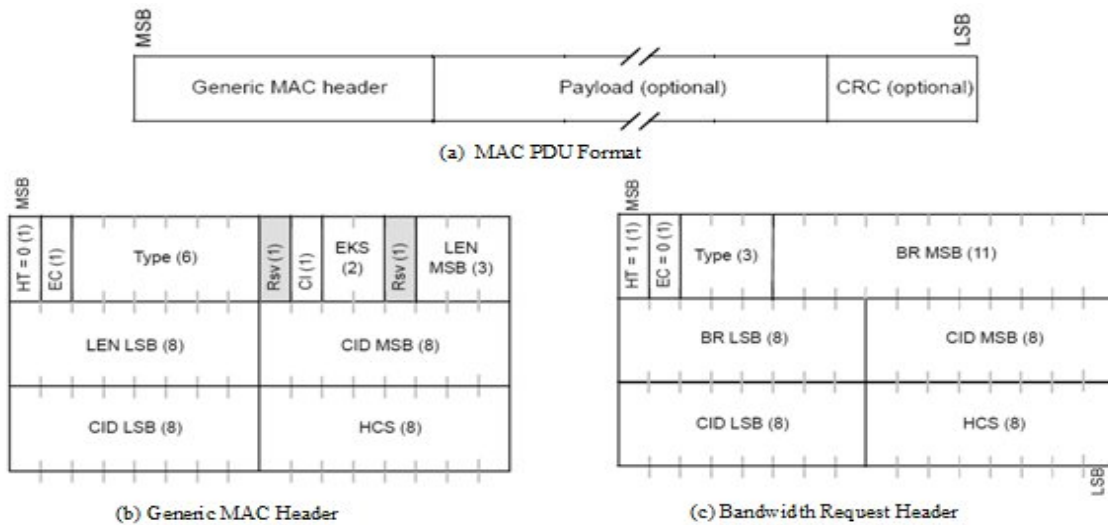 MSB
LSB
Generic MAC header
Payload (optional)
CRC (optional)
(a) MAC PDU Format
MSB
HT = 0 (1)
EC (1)
Type (6)
Rsv (1)
CI (1)
EKS
(2)
Rsv (1)
LEN
MSB (3)
LEN LSB (8)
CID MSB (8)
CID LSB (8)
HCS (8)
(b) Generic MAC Header
MSB
HT = 1 (1)
EC = 0 (1)
Type (3)
BR MSB (11)
BR LSB (8)
CID MSB (8)
CID LSB (8)
HCS (8)
LSB
(c) Bandwidth Request Header